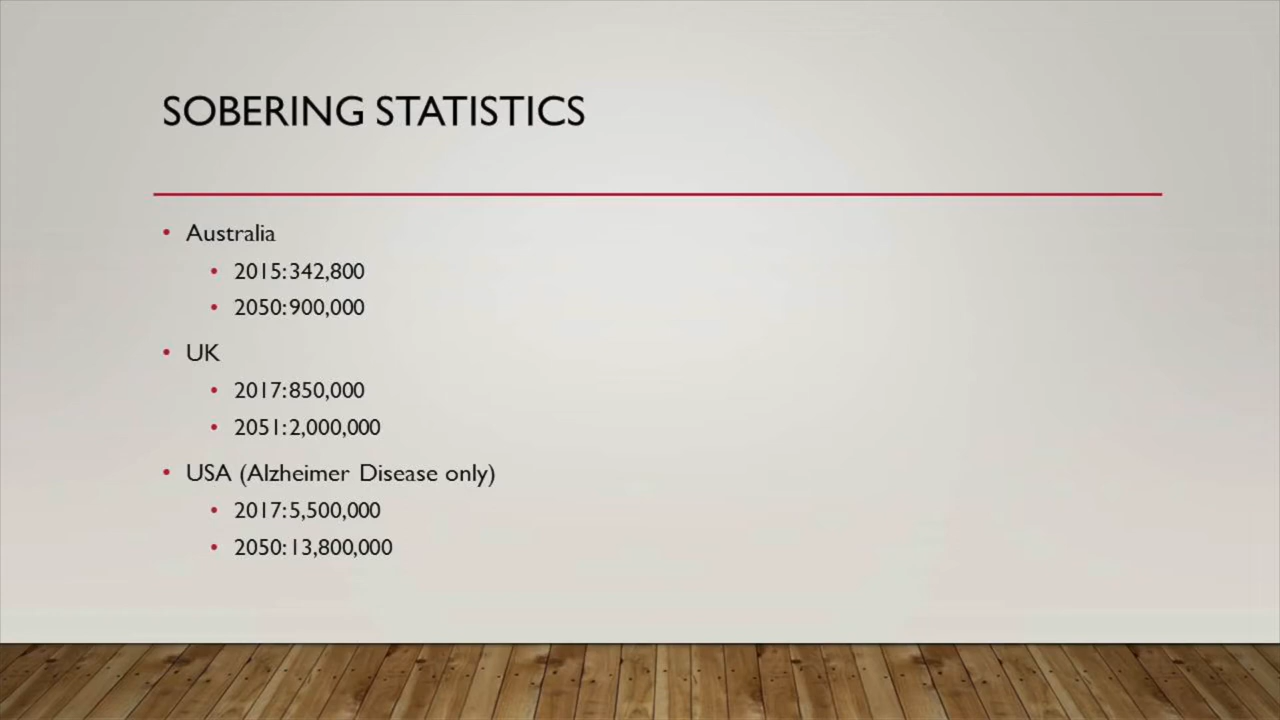 SOBERING STATISTICS
• Australia
• 2015: 342,800
• 2050: 900,000
• UK
• 2017: 850,000
• 2051: 2,000,000
• USA (Alzheimer Disease only)
• 2017: 5,500,000
• 2050: 13,800,000